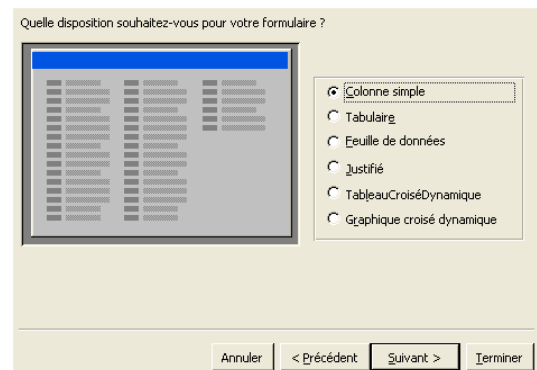 Quelle disposition souhaitez-vous pour votre formulaire ?
Colonne simple
Tabulaire
Feuille de données
Justifié
TableauCroiséDynamique
Graphique croisé dynamique
Annuler
< Précédent
Suivant >
Terminer